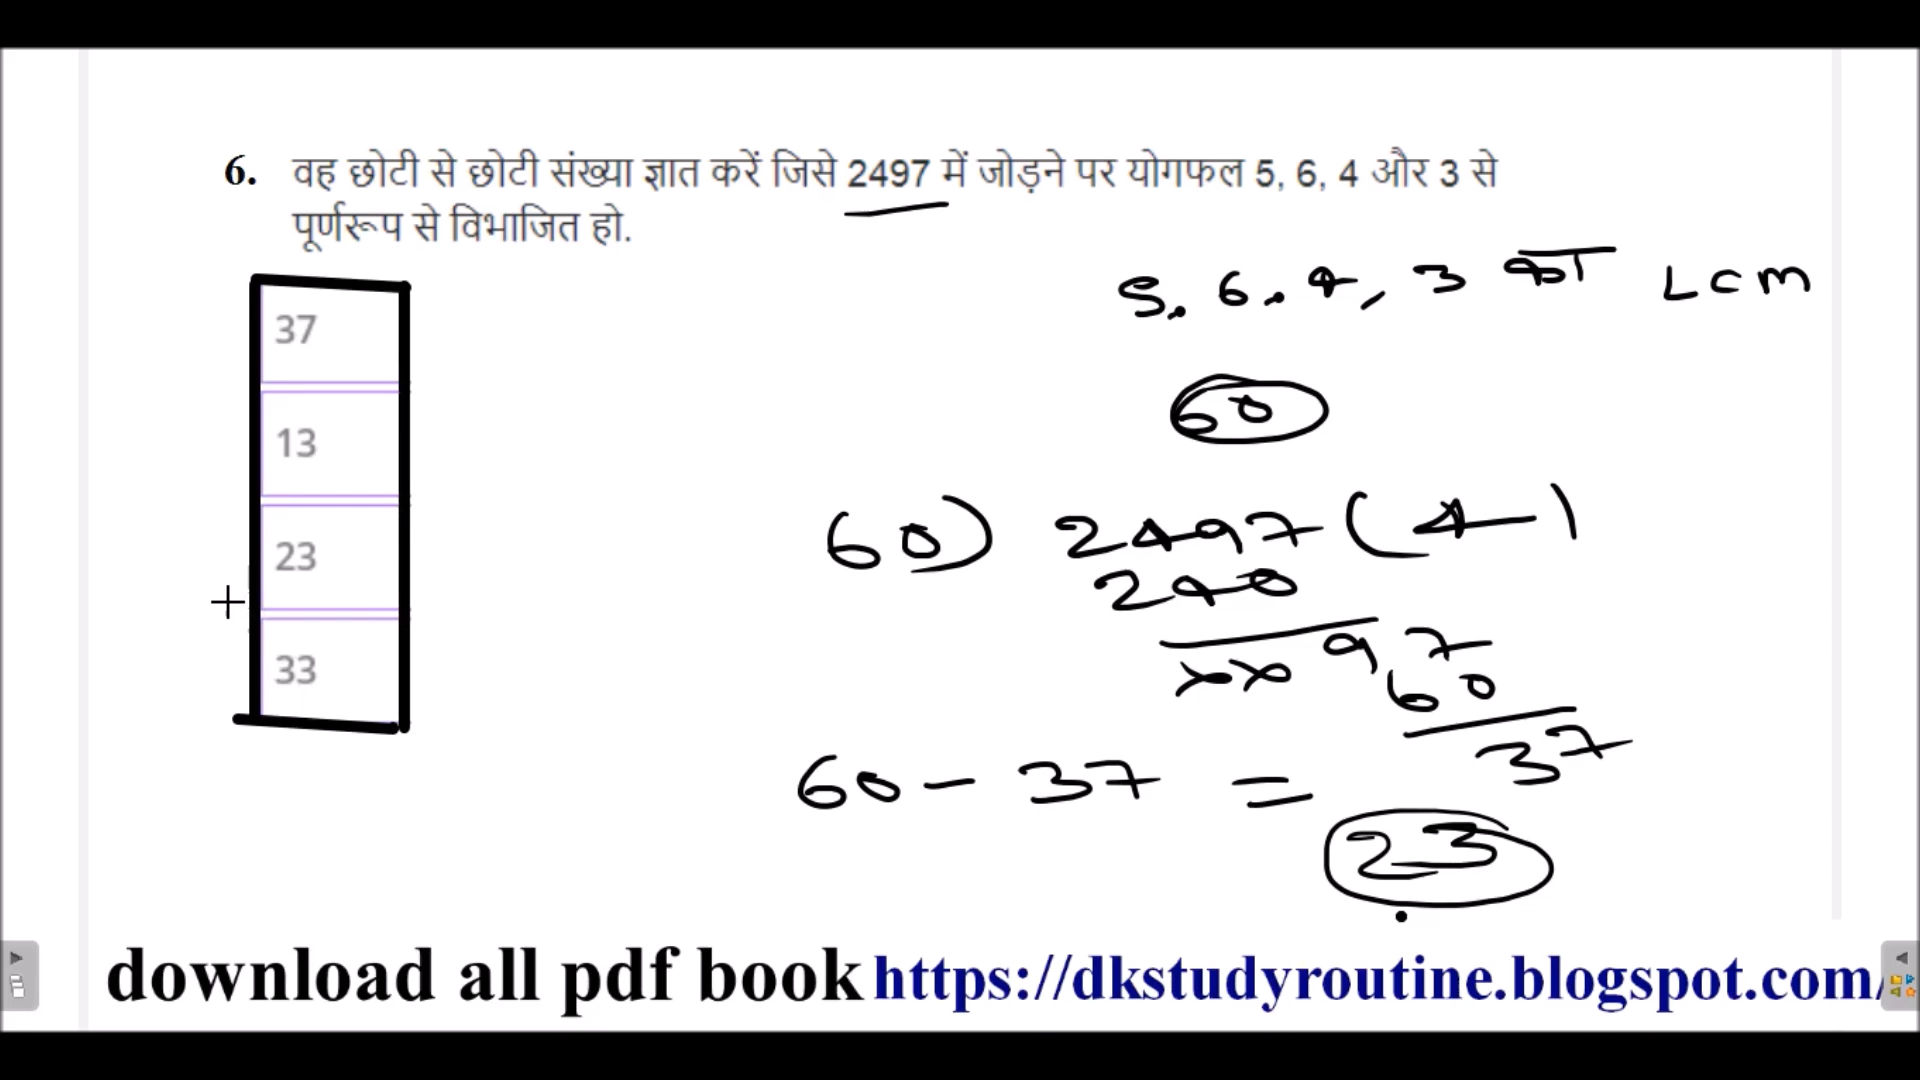 6. वह छोटी से छोटी संख्या ज्ञात करें जिसे 2497 में जोड़ने पर योगफल 5, 6, 4 और 3 से
पूर्णरूप से विभाजित हो.
5, 6, 4, 3 का LCM
37
60
13
60) 2497 ( 41
23
240
xx97
33
60
37
60 - 37 =
23
download all pdf book https://dkstudyroutine.blogspot.com/